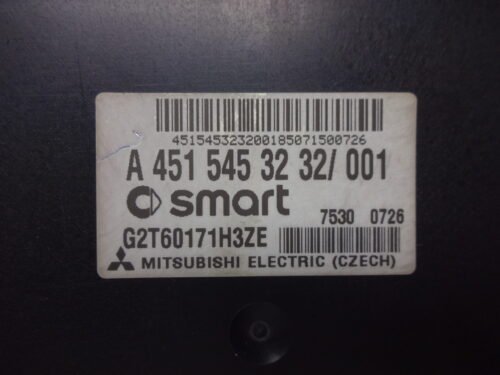 451545323200185071500726
A 451 545 32 32/ 001
smart
7530 0726
G2T60171H3ZE
MITSUBISHI ELECTRIC (CZECH)